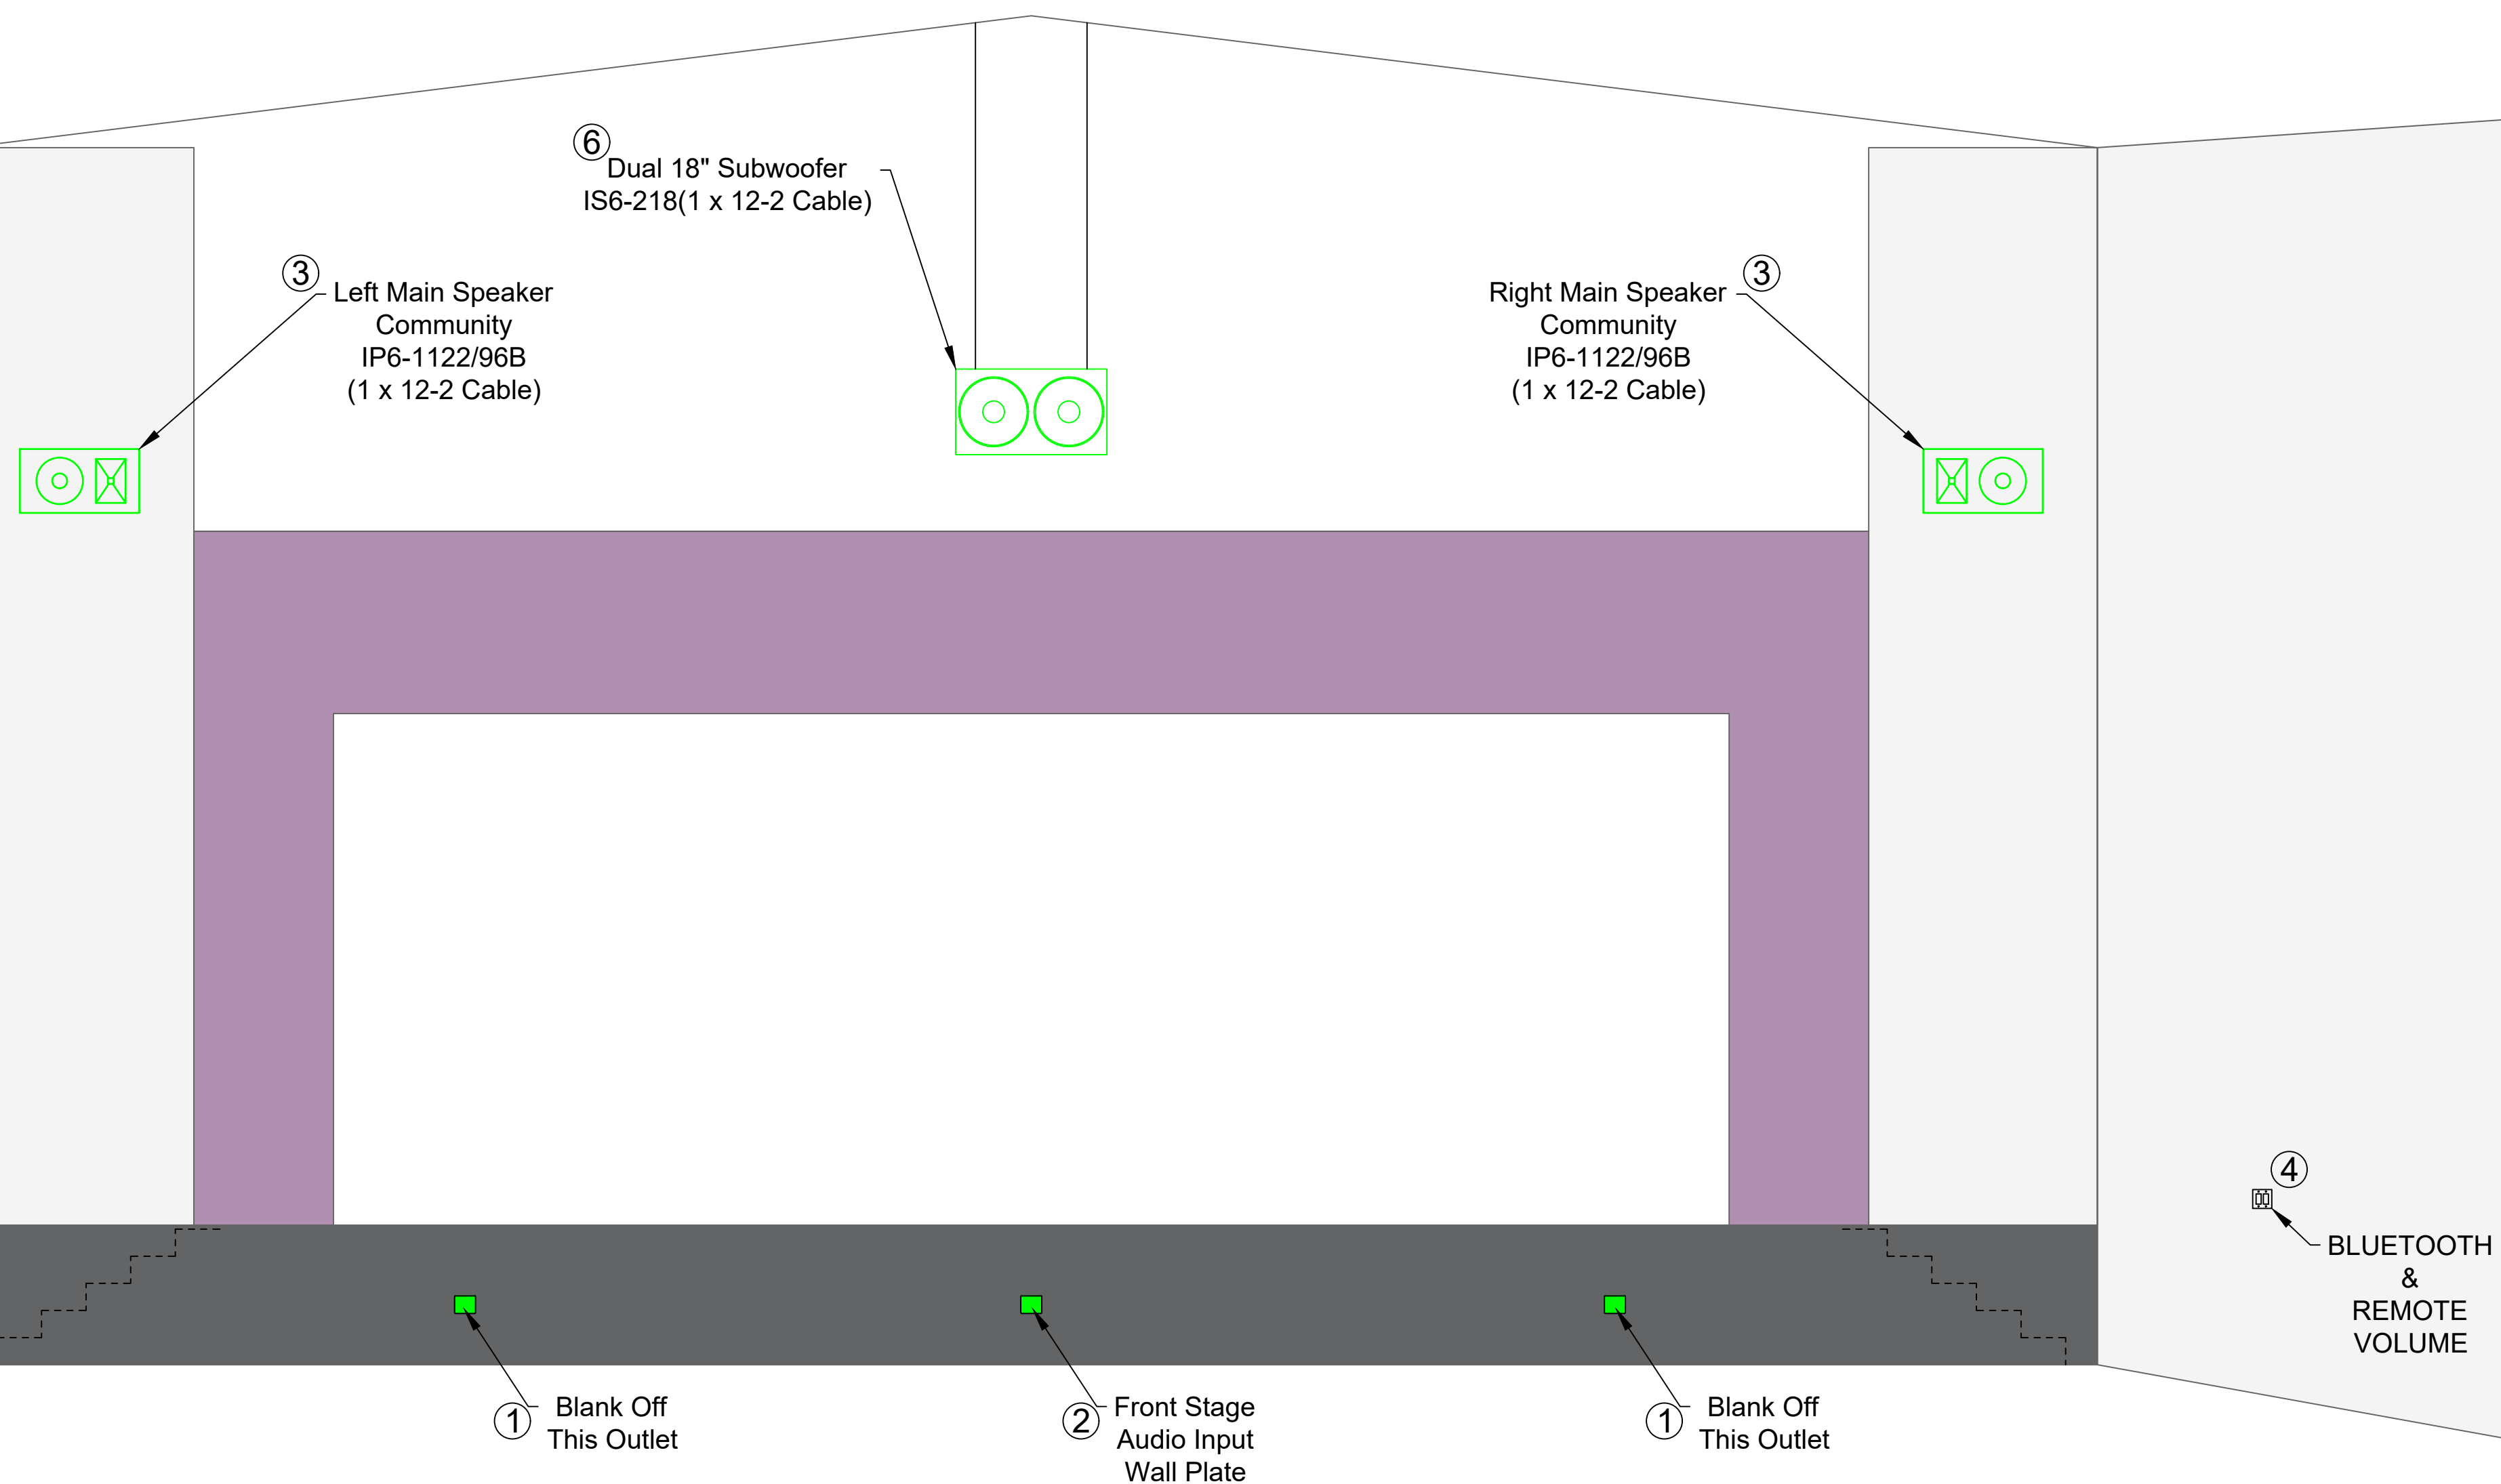 6
Dual 18" Subwoofer
IS6-218(1 x 12-2 Cable)
3
Left Main Speaker
Community
IP6-1122/96B
(1 x 12-2 Cable)
3
Right Main Speaker
Community
IP6-1122/96B
(1 x 12-2 Cable)
4
BLUETOOTH
&
REMOTE
VOLUME
1
Blank Off
This Outlet
2
Front Stage
Audio Input
Wall Plate
1
Blank Off
This Outlet